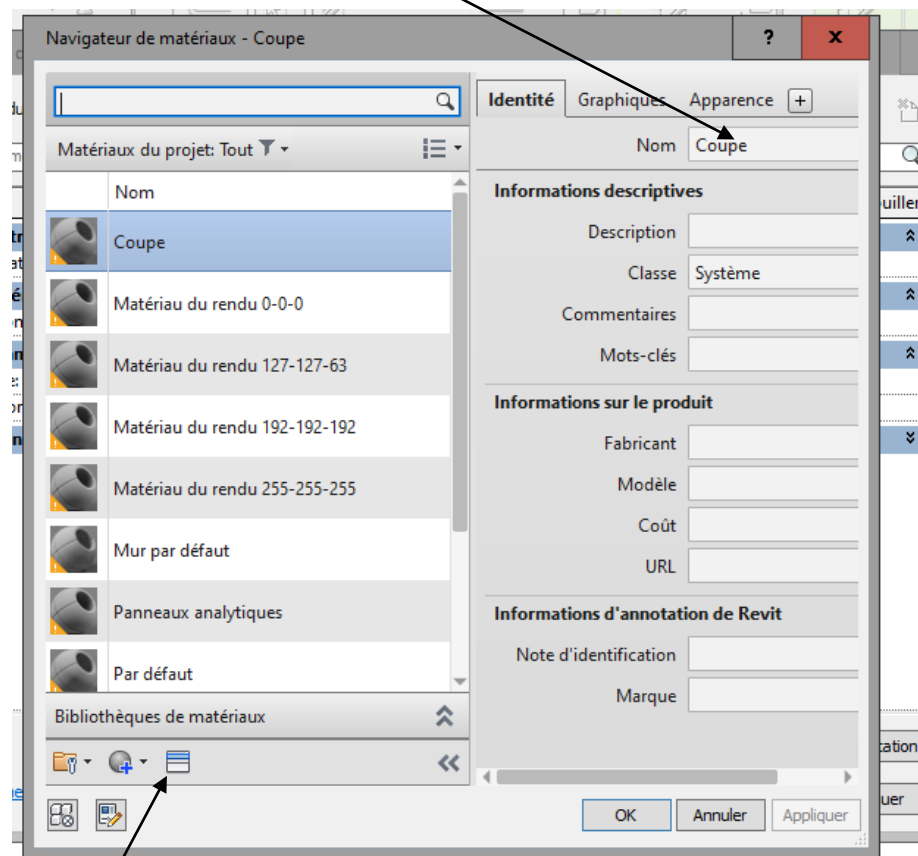 Navigateur de matériaux - Coupe
?
x
Identité
Graphiques
Apparence
+
Matériaux du projet: Tout
Nom
Coupe
Nom
Coupe
Matériau du rendu 0-0-0
Matériau du rendu 127-127-63
Matériau du rendu 192-192-192
Matériau du rendu 255-255-255
Mur par défaut
Panneaux analytiques
Par défaut
Bibliothèques de matériaux
Informations descriptives
Description
Classe
Système
Commentaires
Mots-clés
Informations sur le produit
Fabricant
Modèle
Coût
URL
Informations d'annotation de Revit
Note d'identification
Marque
OK
Annuler
Appliquer